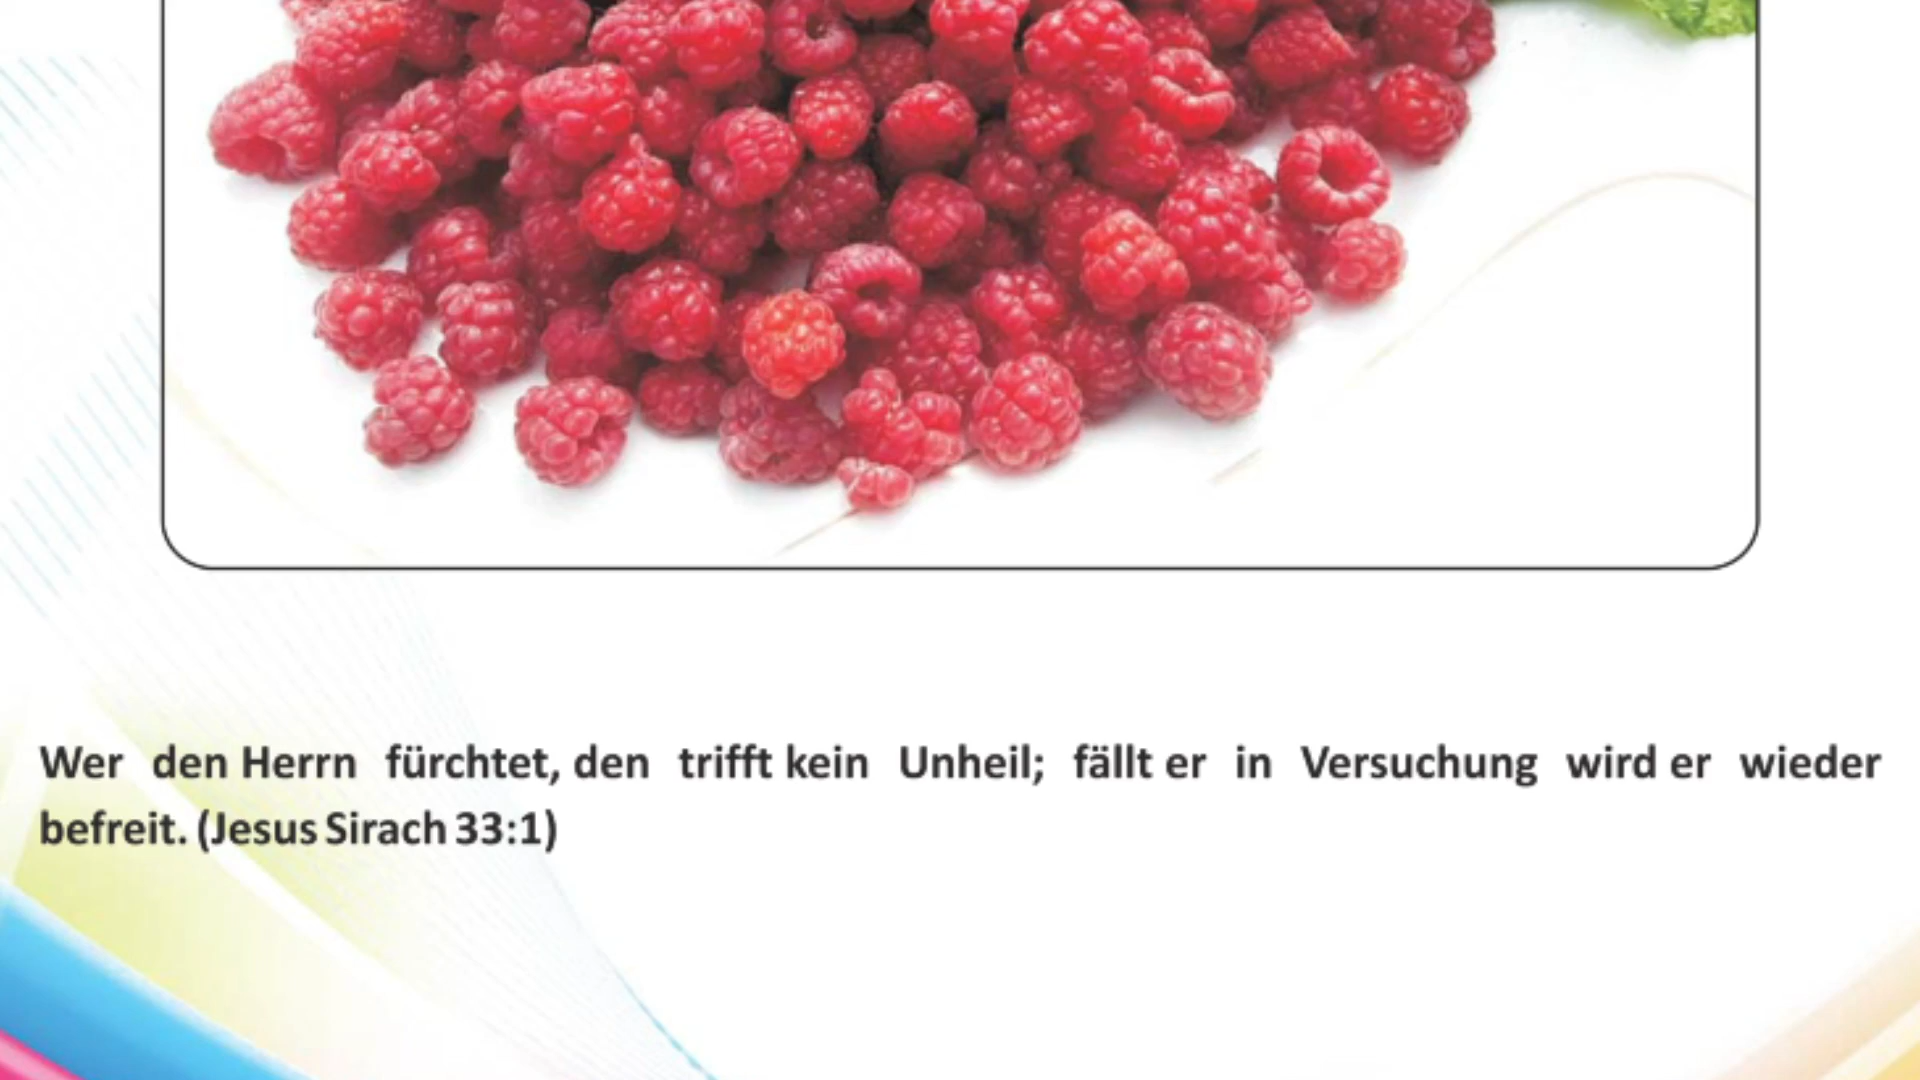 Wer den Herrn fürchtet, den trifft kein Unheil; fällt er in Versuchung wird er wieder
befreit. (Jesus Sirach 33:1)